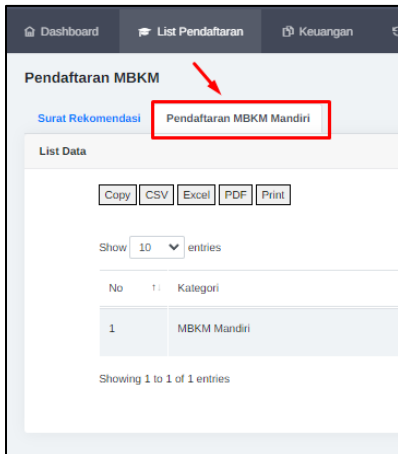 Dashboard List Pendaftaran Keuangan
Pendaftaran MBKM
Surat Rekomendasi Pendaftaran MBKM Mandiri
List Data
Copy CSV Excel PDF Print
Show 10 entries
No Kategori
1 MBKM Mandiri
Showing 1 to 1 of 1 entries